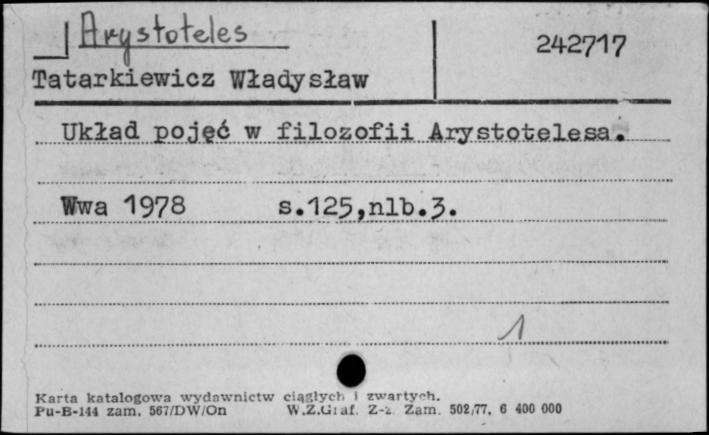 Arystoteles
242717
Tatarkiewicz Władysław
Układ pojęć w filozofii Arystotelesa.
Wwa 1978 s.125,nlb.3.
1
Karta katalogowa wydawnictw ciągłych i zwartych.
Pu-B-144 zam. 567/DW/On W.Z.Graf. Z-z Zam. 502/77, 6 400 000